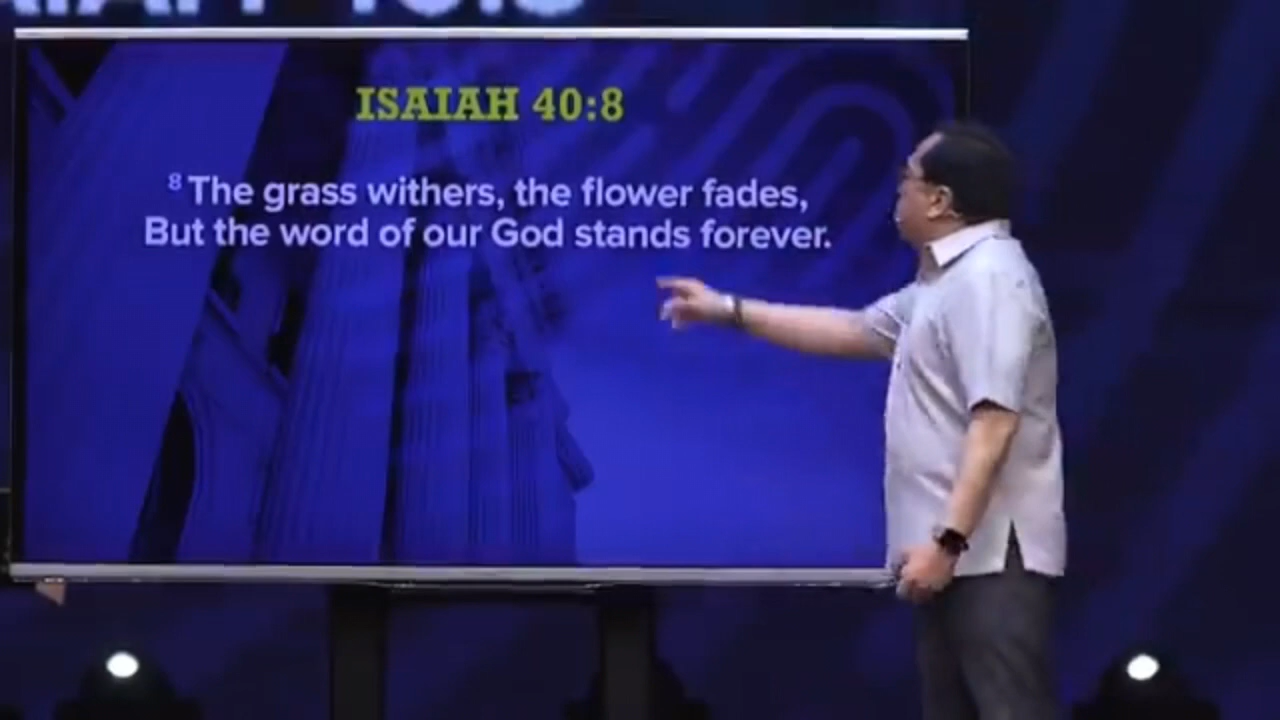 ISAIAH 40:8
8 The grass withers, the flower fades,
But the word of our God stands forever.